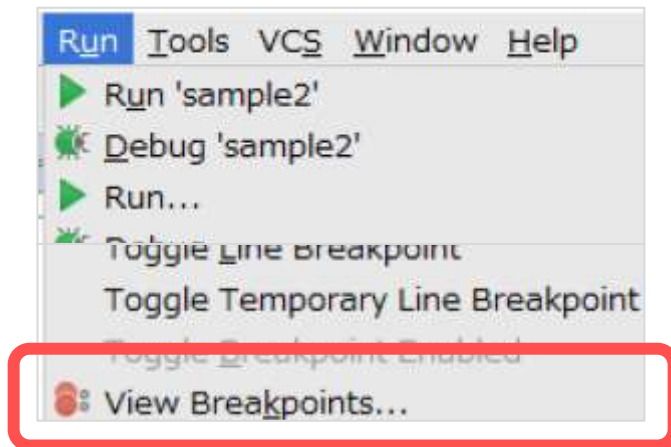 Run Tools VCS Window Help
Run 'sample2'
Debug 'sample2'
Run...
Toggle Line Breakpoint
Toggle Temporary Line Breakpoint
Toggle Breakpoint Enabled
View Breakpoints...